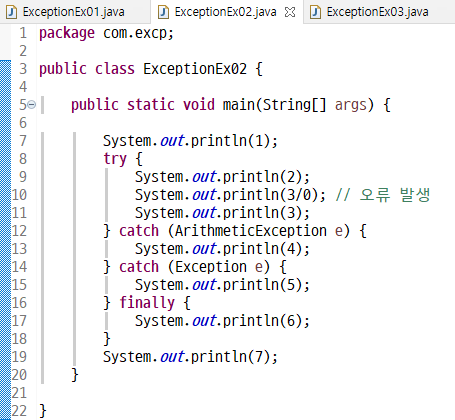 ExceptionEx01.java ExceptionEx02.java ExceptionEx03.java
1 package com.excp;
2
3 public class ExceptionEx02 {
4
5 public static void main(String[] args) {
6
7 System.out.println(1);
8 try {
9 System.out.println(2);
10 System.out.println(3/0); // 오류 발생
11 System.out.println(3);
12 } catch (ArithmeticException e) {
13 System.out.println(4);
14 } catch (Exception e) {
15 System.out.println(5);
16 } finally {
17 System.out.println(6);
18 }
19 System.out.println(7);
20 }
21
22 }